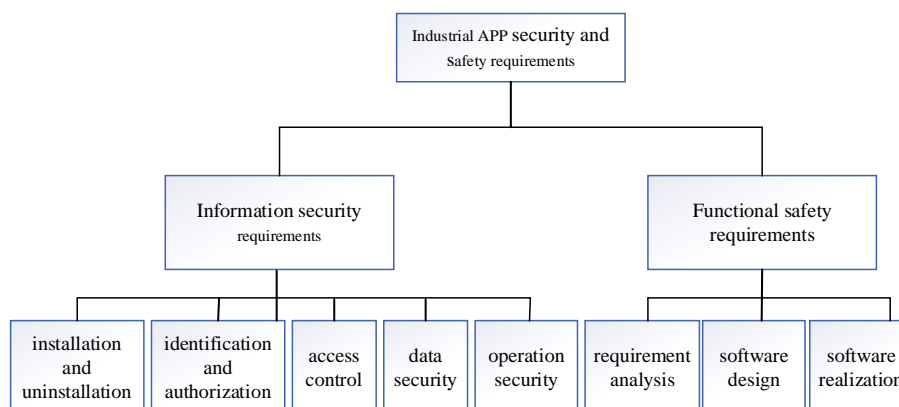 Industrial APP security and
Safety requirements
Information security
requirements
Functional safety
requirements
installation
and
uninstallation
identification
and
authorization
access
control
data
security
operation
security
requirement
analysis
software
design
software
realization